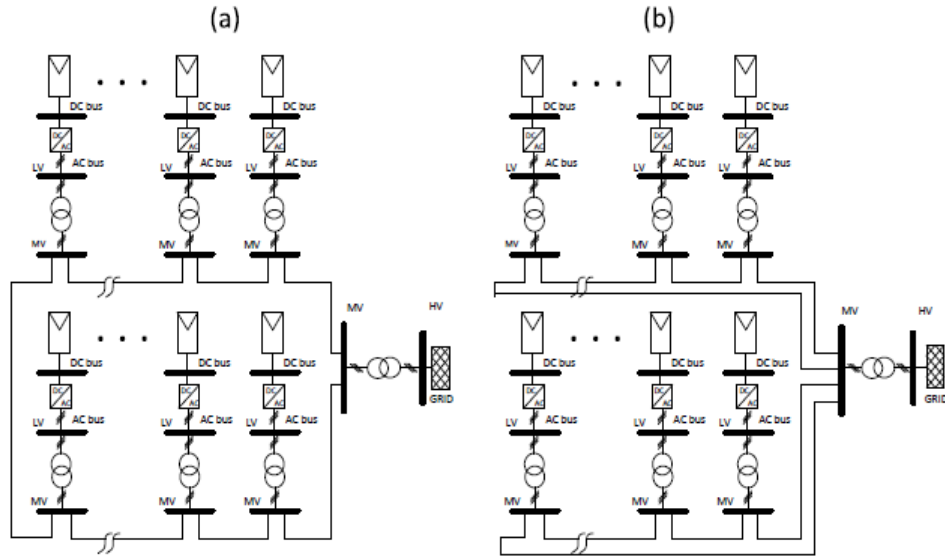 (a) (b)
DC bus DC bus DC bus DC bus DC bus DC bus
DC DC DC DC DC DC
AC AC AC AC AC AC
LV AC bus LV AC bus AC bus LV AC bus LV AC bus AC bus
MV MV MV MV MV MV
MV HV MV HV
DC bus DC bus DC bus DC bus DC bus DC bus
GRID GRID
DC DC DC DC DC DC
AC AC AC AC AC AC
LV AC bus LV AC bus AC bus LV AC bus LV AC bus AC bus
MV MV MV MV MV MV